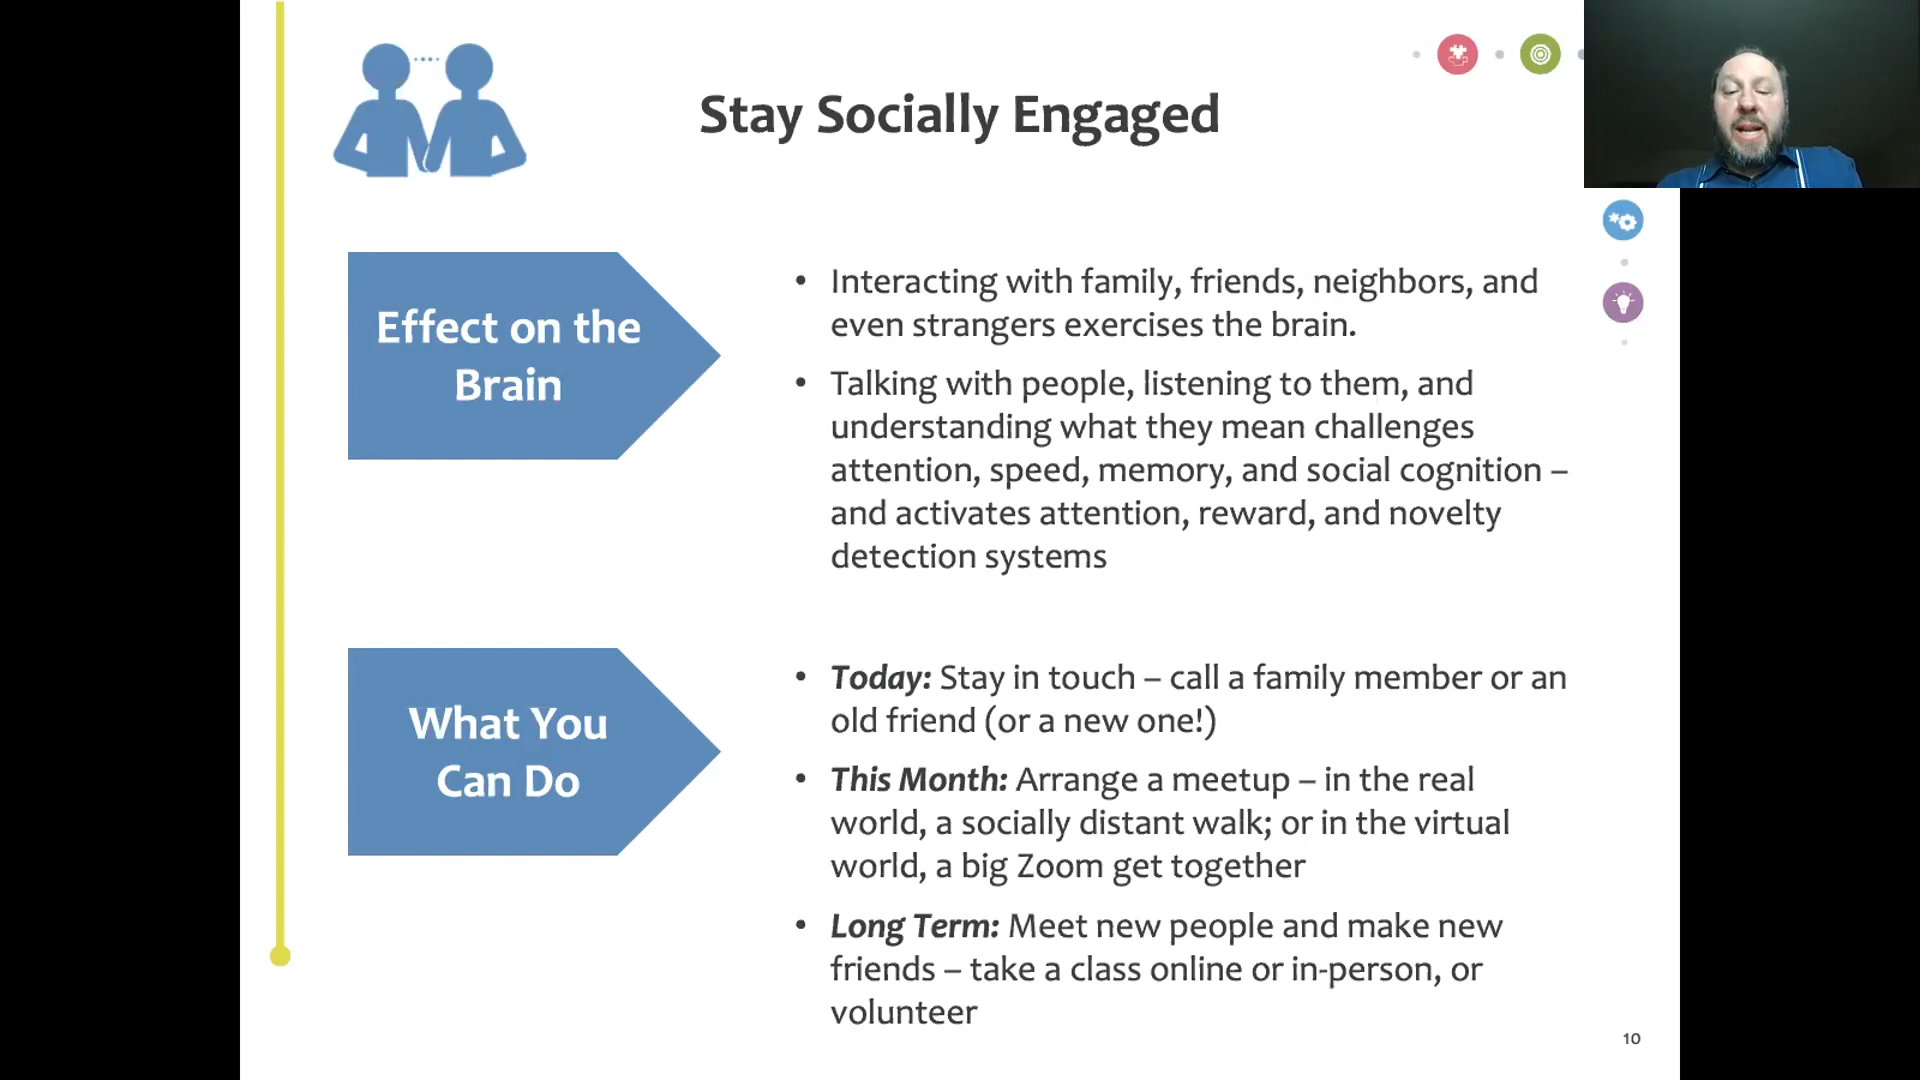 Stay Socially Engaged
Effect on the
Brain
• Interacting with family, friends, neighbors, and
even strangers exercises the brain.
• Talking with people, listening to them, and
understanding what they mean challenges
attention, speed, memory, and social cognition –
and activates attention, reward, and novelty
detection systems
What You
Can Do
• Today: Stay in touch – call a family member or an
old friend (or a new one!)
• This Month: Arrange a meetup – in the real
world, a socially distant walk; or in the virtual
world, a big Zoom get together
• Long Term: Meet new people and make new
friends – take a class online or in-person, or
volunteer
10